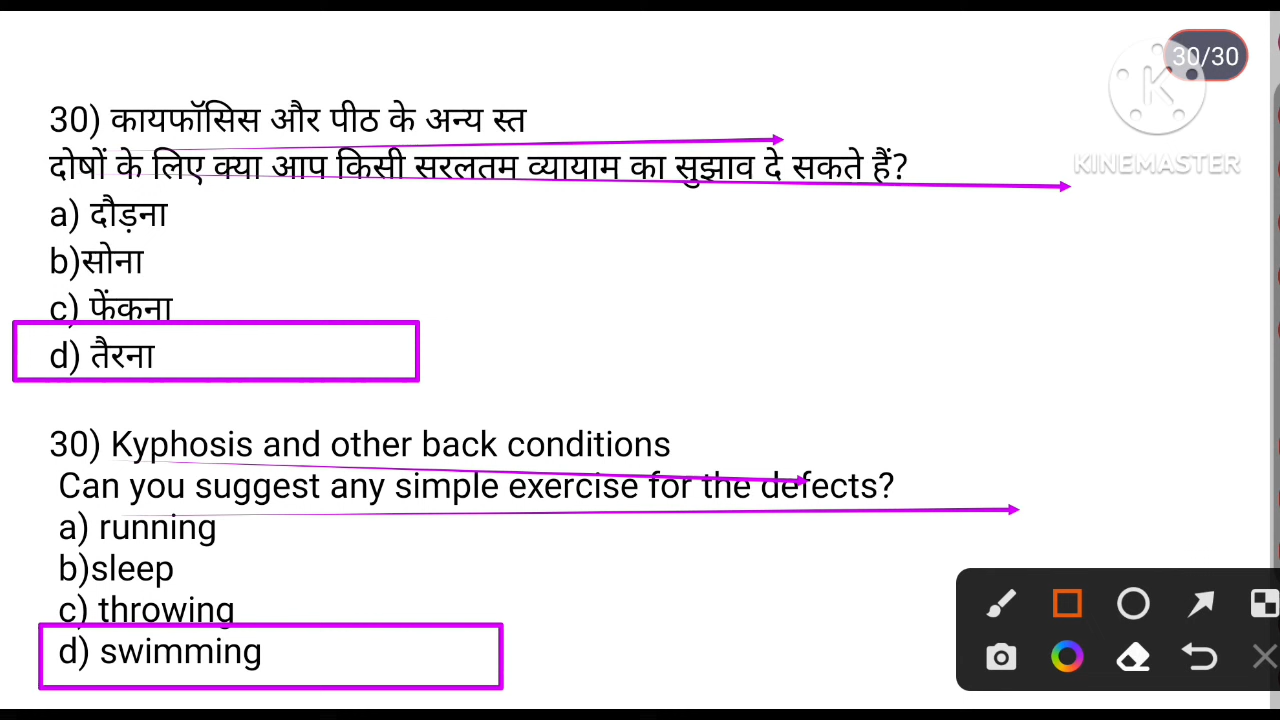 30/30
KINEMASTER
30) कायफॉसिस और पीठ के अन्य स्त
दोषों के लिए क्या आप किसी सरलतम व्यायाम का सुझाव दे सकते हैं?
a) दौड़ना
b)सोना
c) फेंकना
d) तैरना
30) Kyphosis and other back conditions
Can you suggest any simple exercise for the defects?
a) running
b)sleep
c) throwing
d) swimming